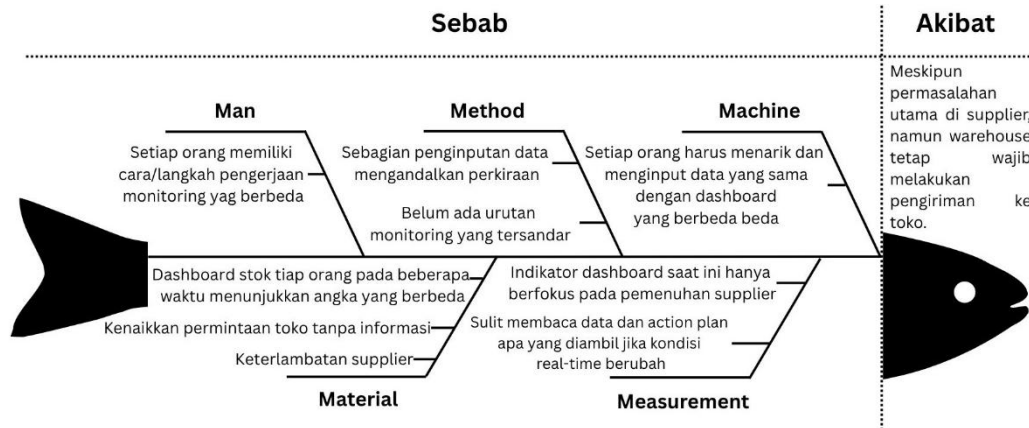 Sebab
Akibat
Meskipun
permasalahan
utama di supplier,
namun warehouse
tetap wajib
melakukan
pengiriman ke
toko.
Man
Setiap orang memiliki
cara/langkah pengerjaan
monitoring yag berbeda
Method
Sebagian penginputan data
mengandalkan perkiraan
Belum ada urutan
monitoring yang tersandar
Machine
Setiap orang harus menarik dan
menginput data yang sama
dengan dashboard
yang berbeda beda
Dashboard stok tiap orang pada beberapa
waktu menunjukkan angka yang berbeda
Kenaikkan permintaan toko tanpa informasi
Keterlambatan supplier
Material
Indikator dashboard saat ini hanya
berfokus pada pemenuhan supplier
Sulit membaca data dan action plan
apa yang diambil jika kondisi
real-time berubah
Measurement